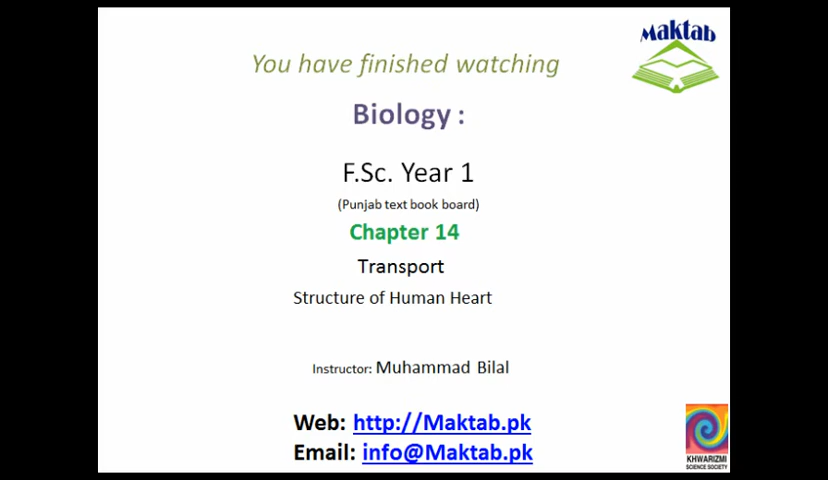 Maktab
You have finished watching
Biology :
F.Sc. Year 1
(Punjab text book board)
Chapter 14
Transport
Structure of Human Heart
Instructor: Muhammad Bilal
Web: http://Maktab.pk
Email: info@Maktab.pk
KHWARIZMI
SCIENCE SOCIETY